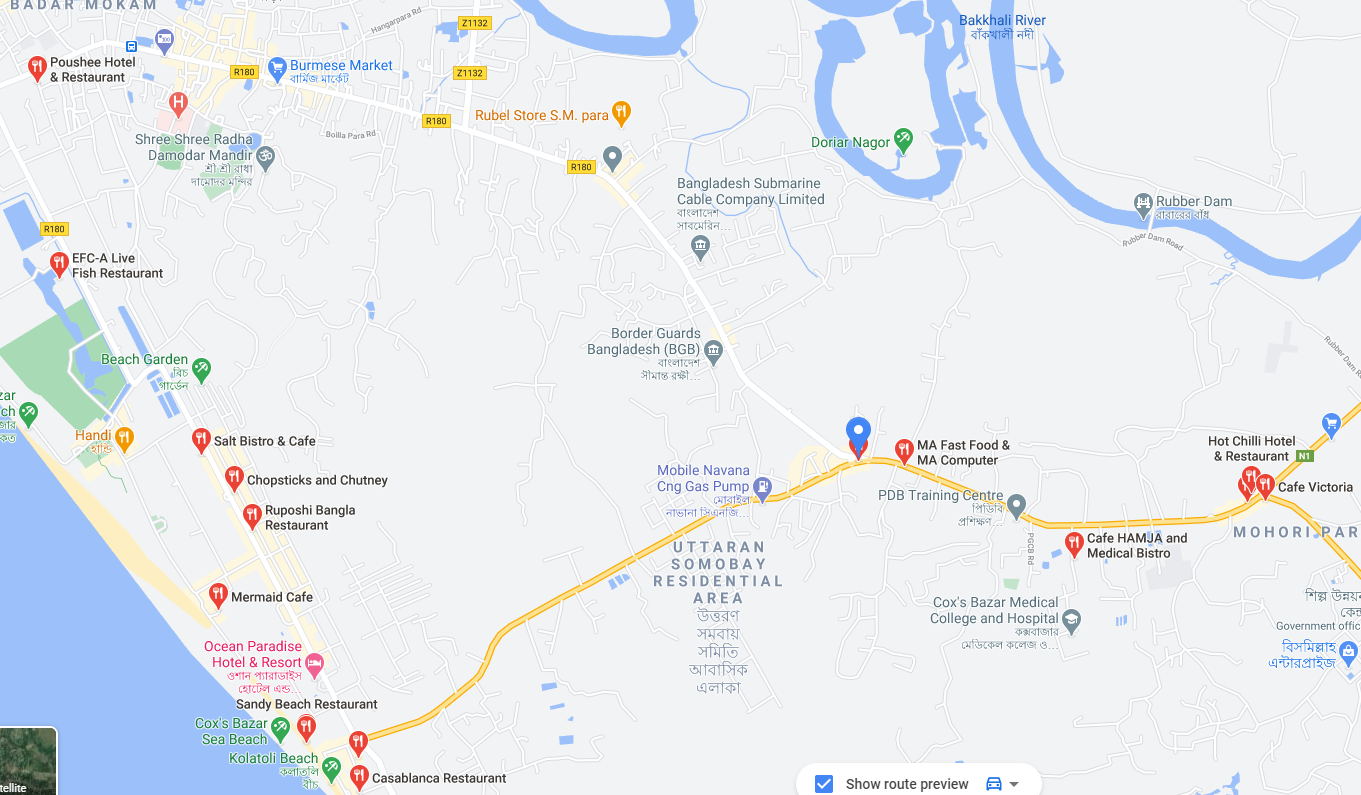 BADAR MOKAM
Hangarpara Rd
Z1132
Bakkhali River
বাঁকখালী নদী
Poushee Hotel
& Restaurant
R180
Burmese Market
বার্মিজ মার্কেট
Z1132
Rubel Store S.M. para
R180
Boilla Para Rd
H
Shree Shree Radha
Damodar Mandir
শ্রী শ্রী রাধা
দামোদর মন্দির
R180
Doriar Nagor
Bangladesh Submarine
Cable Company Limited
বাংলাদেশ
সাবমেরিন...
Rubber Dam
রাবারের বাঁধ
Rubber Dam Road
R180
EFC-A Live
Fish Restaurant
Border Guards
Bangladesh (BGB)
বাংলাদেশ
সীমান্ত রক্ষী...
Rubber Dam R
Beach Garden
বিচ
গার্ডেন
zar
ch
জার
কত
Handi
হান্ডি
Salt Bistro & Cafe
Chopsticks and Chutney
Ruposhi Bangla
Restaurant
MA Fast Food &
MA Computer
Hot Chilli Hotel
& Restaurant
N1
Cafe Victoria
Mobile Navana
Cng Gas Pump
মোবাইল
নাভানা সিএনজি...
PDB Training Centre
পিডিবি
প্রশিক্ষণ...
MOHORI PAR
PGCB Rd
Cafe HAMJA and
Medical Bistro
UTTARAN
SOMOBAY
RESIDENTIAL
AREA
উত্তরণ
সমবায়
সমিতি
আবাসিক
এলাকা
Mermaid Cafe
Cox's Bazar Medical
College and Hospital
কক্সবাজার
মেডিকেল কলেজ ও...
শিল্প উন্নয়ন
কেন্দ্
Government offic
বিসমিল্লাহ
এন্টারপ্রাইজ
Ocean Paradise
Hotel & Resort
ওশান প্যারাডাইস
হোটেল এন্ড...
Sandy Beach Restaurant
Cox's Bazar
Sea Beach
Kolatoli Beach
কলাতলি
বীচ
Casablanca Restaurant
tellite
Show route preview